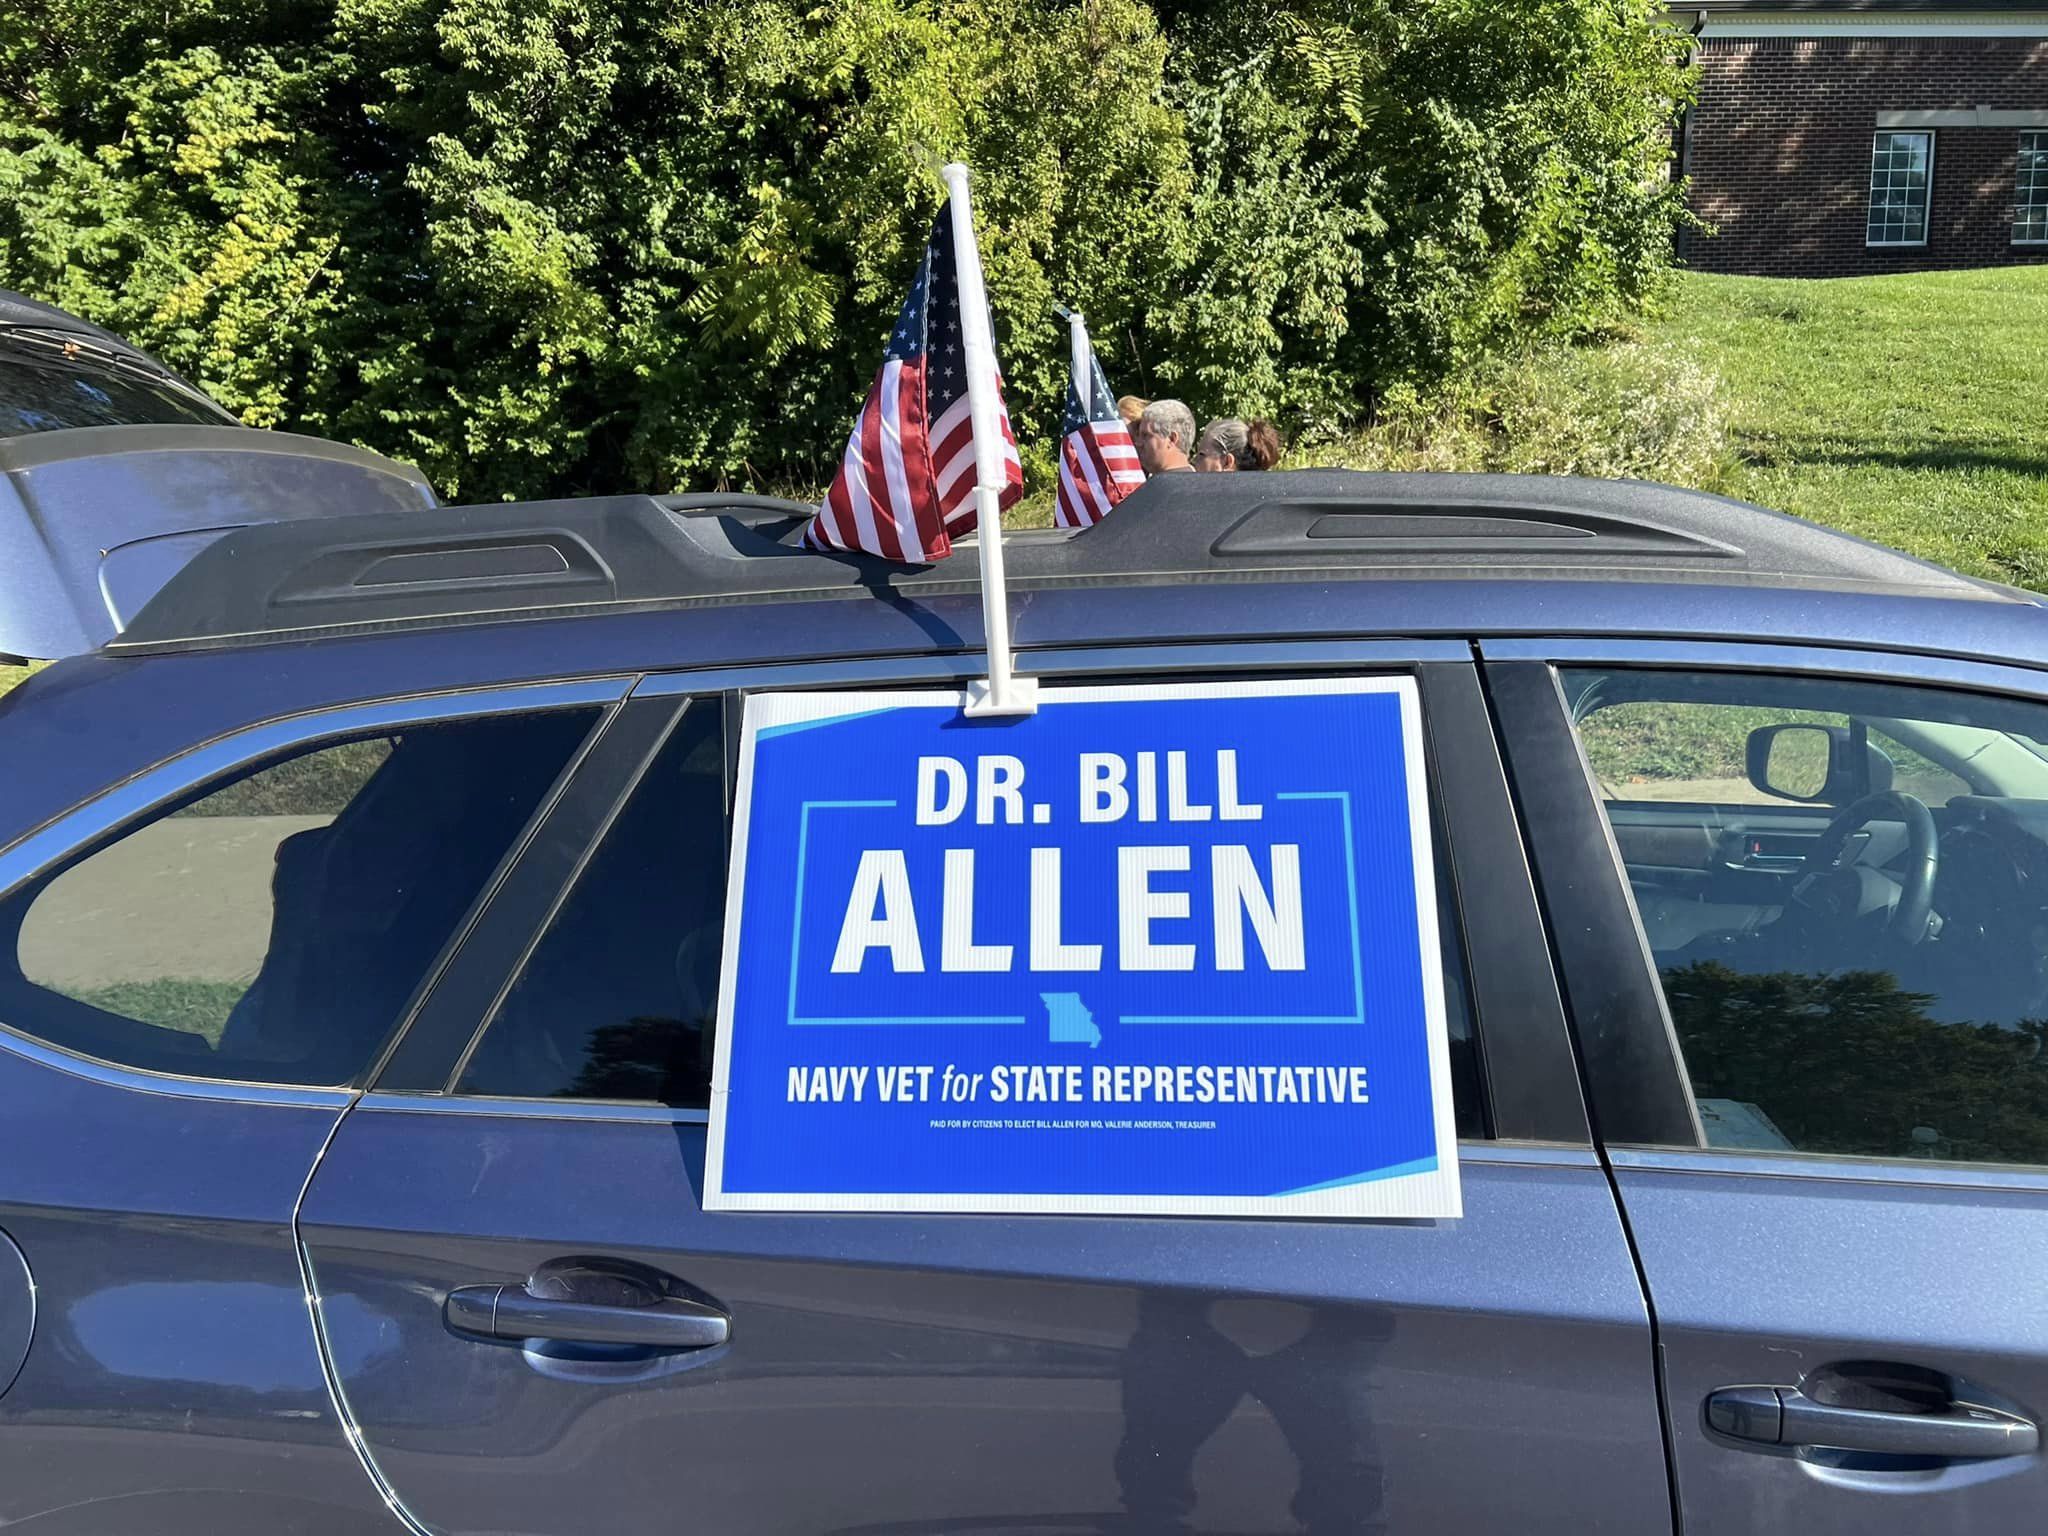 DR. BILL
ALLEN
NAVY VET for STATE REPRESENTATIVE
PAID FOR BY CITIZENS TO ELECT BILL ALLEN FOR MO, VALERIE ANDERSON, TREASURER